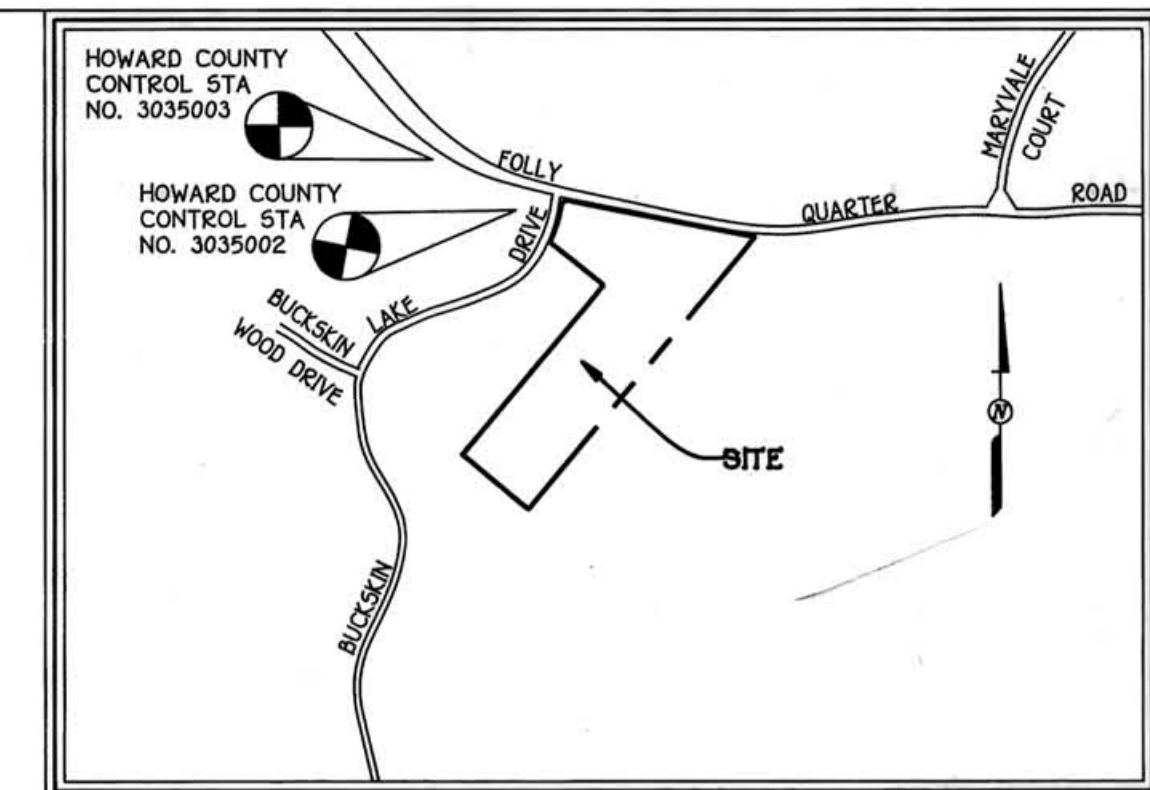 HOWARD COUNTY
CONTROL STA
NO. 3035003
HOWARD COUNTY
CONTROL STA
NO. 3035002
FOLLY QUARTER ROAD
MARYVALE
COURT
BUCKSKIN LAKE DRIVE
BUCKSKIN
WOOD DRIVE
SITE
N